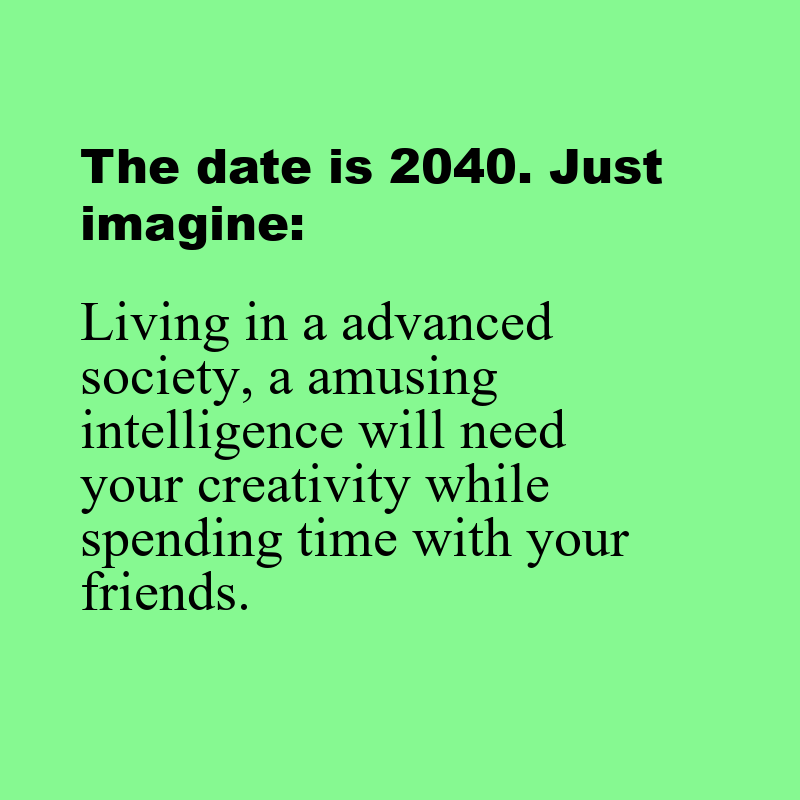 The date is 2040. Just
imagine:
Living in a advanced
society, a amusing
intelligence will need
your creativity while
spending time with your
friends.